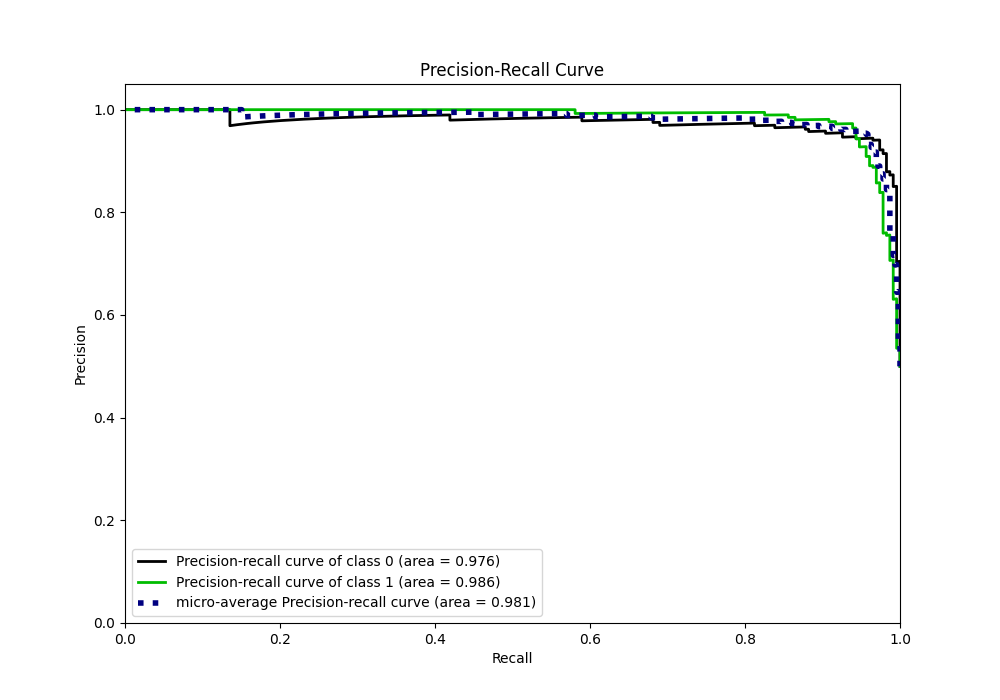 Precision-Recall Curve
1.0
0.8
0.6
0.4
0.2
0.0
Precision
Precision-recall curve of class 0 (area = 0.976)
Precision-recall curve of class 1 (area = 0.986)
micro-average Precision-recall curve (area = 0.981)
0.0 0.2 0.4 0.6 0.8 1.0
Recall